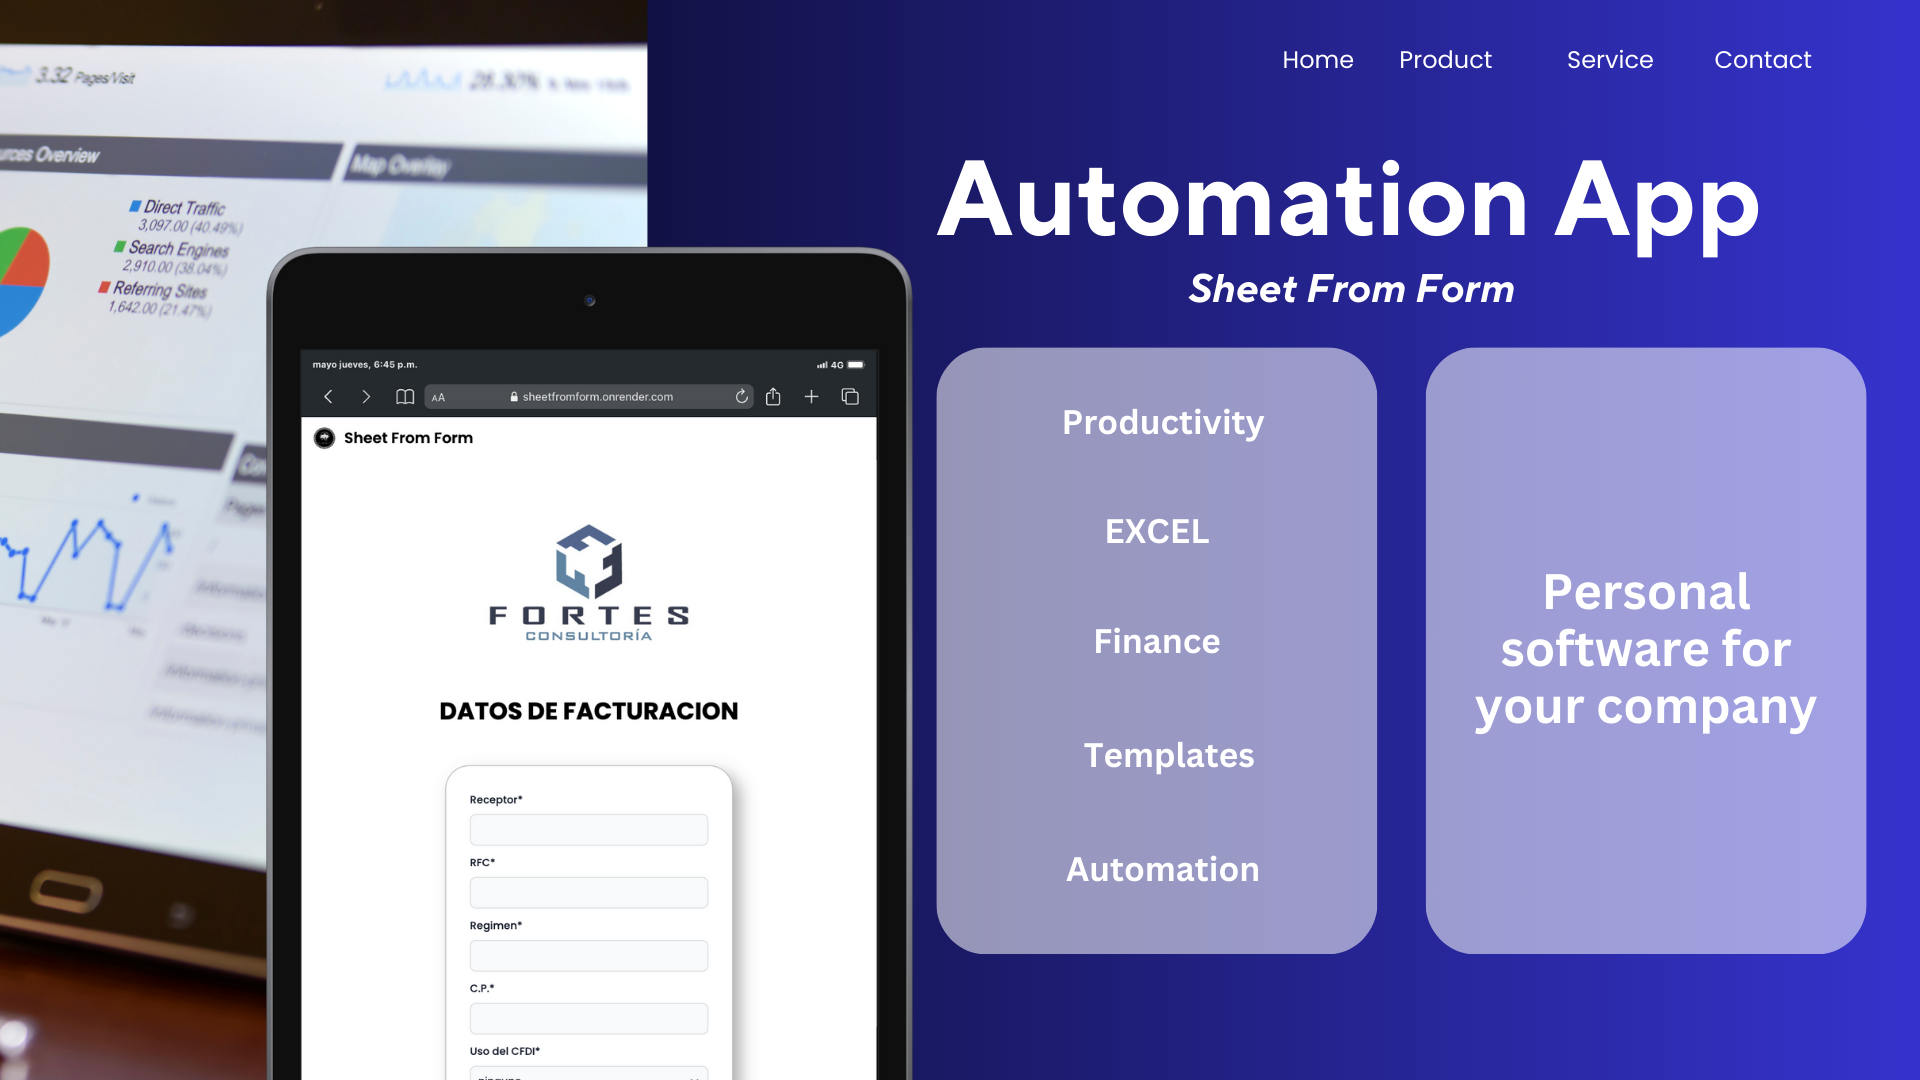 Home Product Service Contact
Automation App
Sheet From Form
Productivity
EXCEL
Finance
Templates
Automation
Personal
software for
your company
3.32 Pages/Visit
Overview
Map Overlay
Direct Traffic
3,097.00 (40.49%)
Search Engines
2,910.00 (38.04%)
Referring Sites
1,642.00 (21.47%)
mayo jueves, 6:45 p.m.
4G
AA
sheetfromform.onrender.com
Sheet From Form
FORTES
CONSULTORÍA
DATOS DE FACTURACION
Receptor*
RFC*
Regimen*
C.P.*
Uso del CFDI*